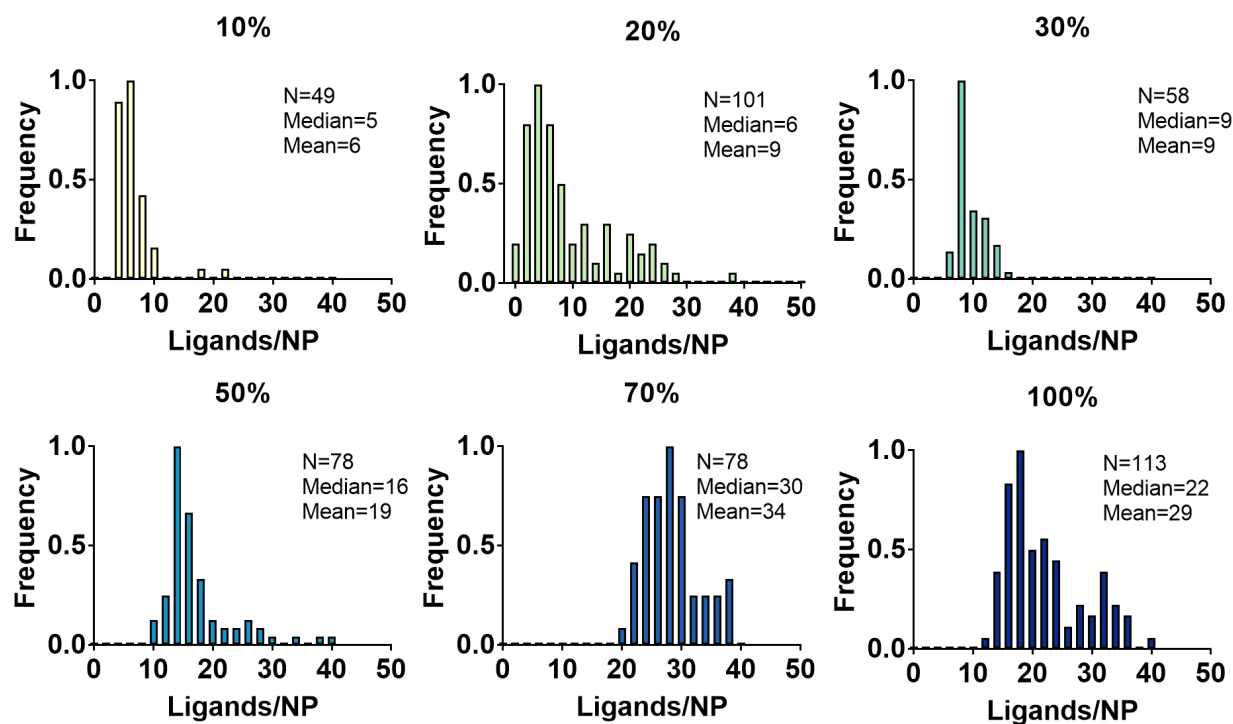 10%
1.0
0.5
0.0
Frequency
N=49
Median=5
Mean=6
0 10 20 30 40 50
Ligands/NP
20%
1.0
0.5
0.0
Frequency
N=101
Median=6
Mean=9
0 10 20 30 40 50
Ligands/NP
30%
1.0
0.5
0.0
Frequency
N=58
Median=9
Mean=9
0 10 20 30 40 50
Ligands/NP
50%
1.0
0.5
0.0
Frequency
N=78
Median=16
Mean=19
0 10 20 30 40 50
Ligands/NP
70%
1.0
0.5
0.0
Frequency
N=78
Median=30
Mean=34
0 10 20 30 40 50
Ligands/NP
100%
1.0
0.5
0.0
Frequency
N=113
Median=22
Mean=29
0 10 20 30 40 50
Ligands/NP